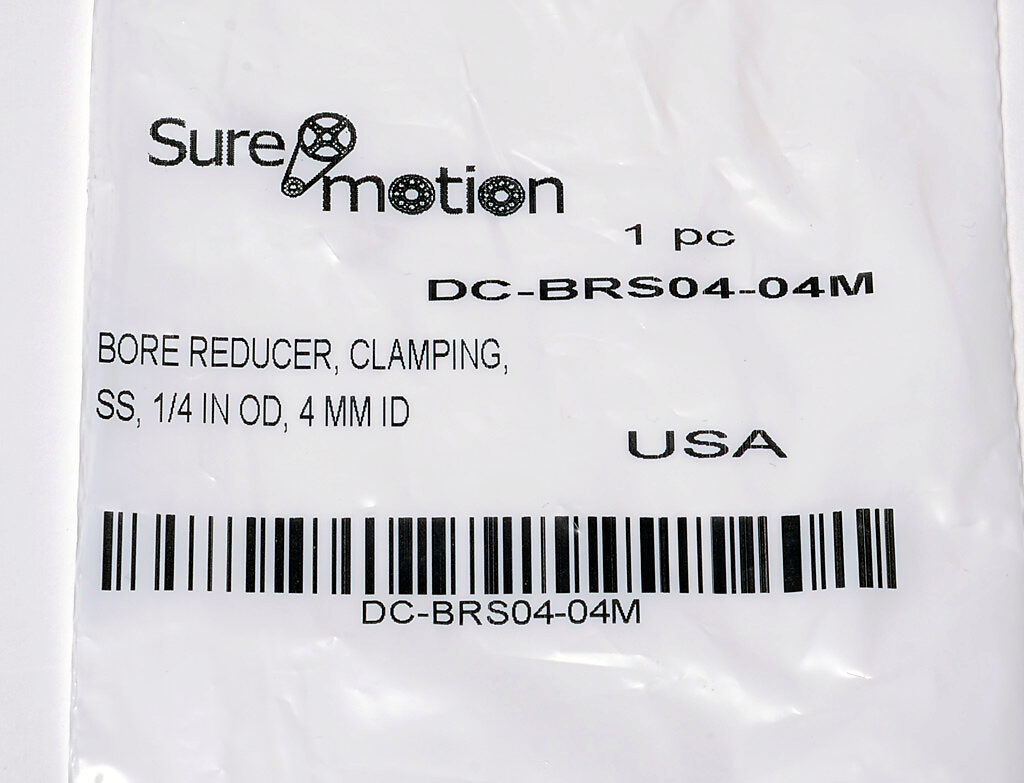 Sure
motion
1 pc
DC-BRS04-04M
BORE REDUCER, CLAMPING,
SS, 1/4 IN OD, 4 MM ID
USA
DC-BRS04-04M